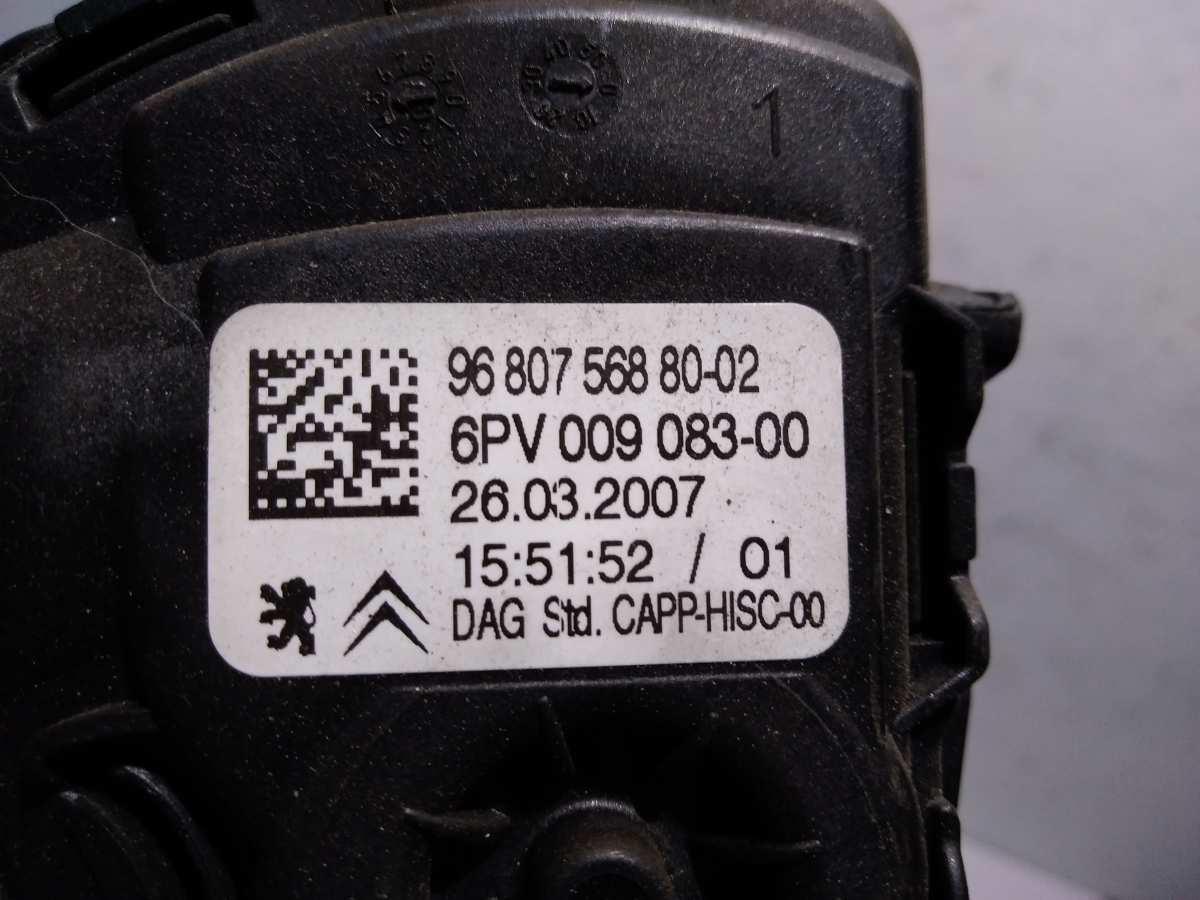 1
96 807 568 80-02
6PV 009 083-00
26.03.2007
15:51:52 / 01
DAG Std. CAPP-HISC-00